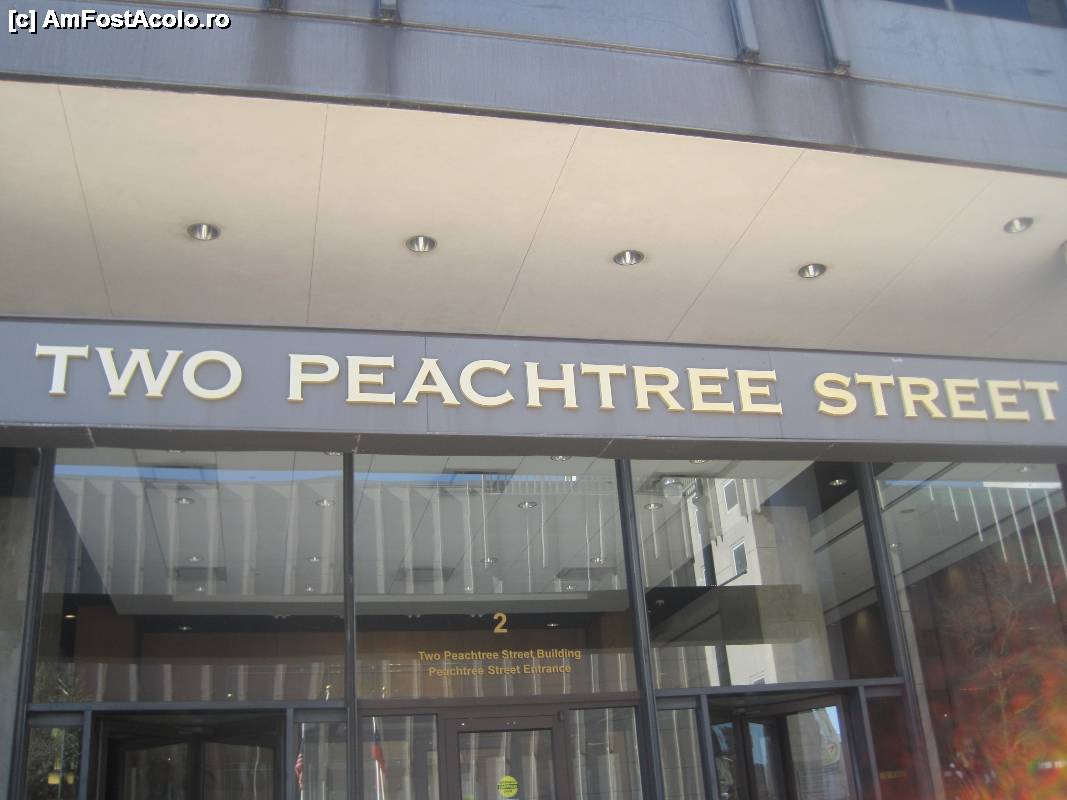 [c] AmFostAcolo.ro
TWO PEACHTREE STREET
2
Two Peachtree Street Building
Peachtree Street Entrance